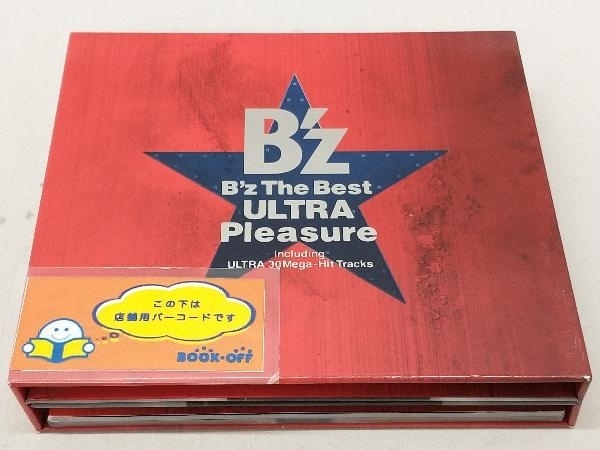 B'z
B'z The Best
ULTRA
Pleasure
Including
ULTRA 30Mega-Hit Tracks
この下は
店舗用バーコードです
BOOK・OFF